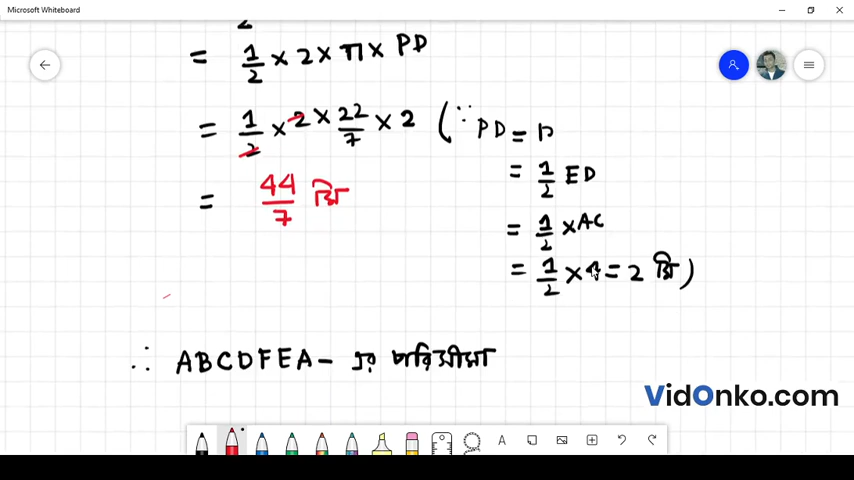 Microsoft Whiteboard
2
= 1/2 × 2 × π × PD
= 1/2 × 2 × 22/7 × 2 (∵ PD = r
= 1/2 ED
= 44/7 মি
= 1/2 × AC
= 1/2 × 4 = 2 মি)
∴ ABCDFEA - এর পরিসীমা
VidOnko.com
A